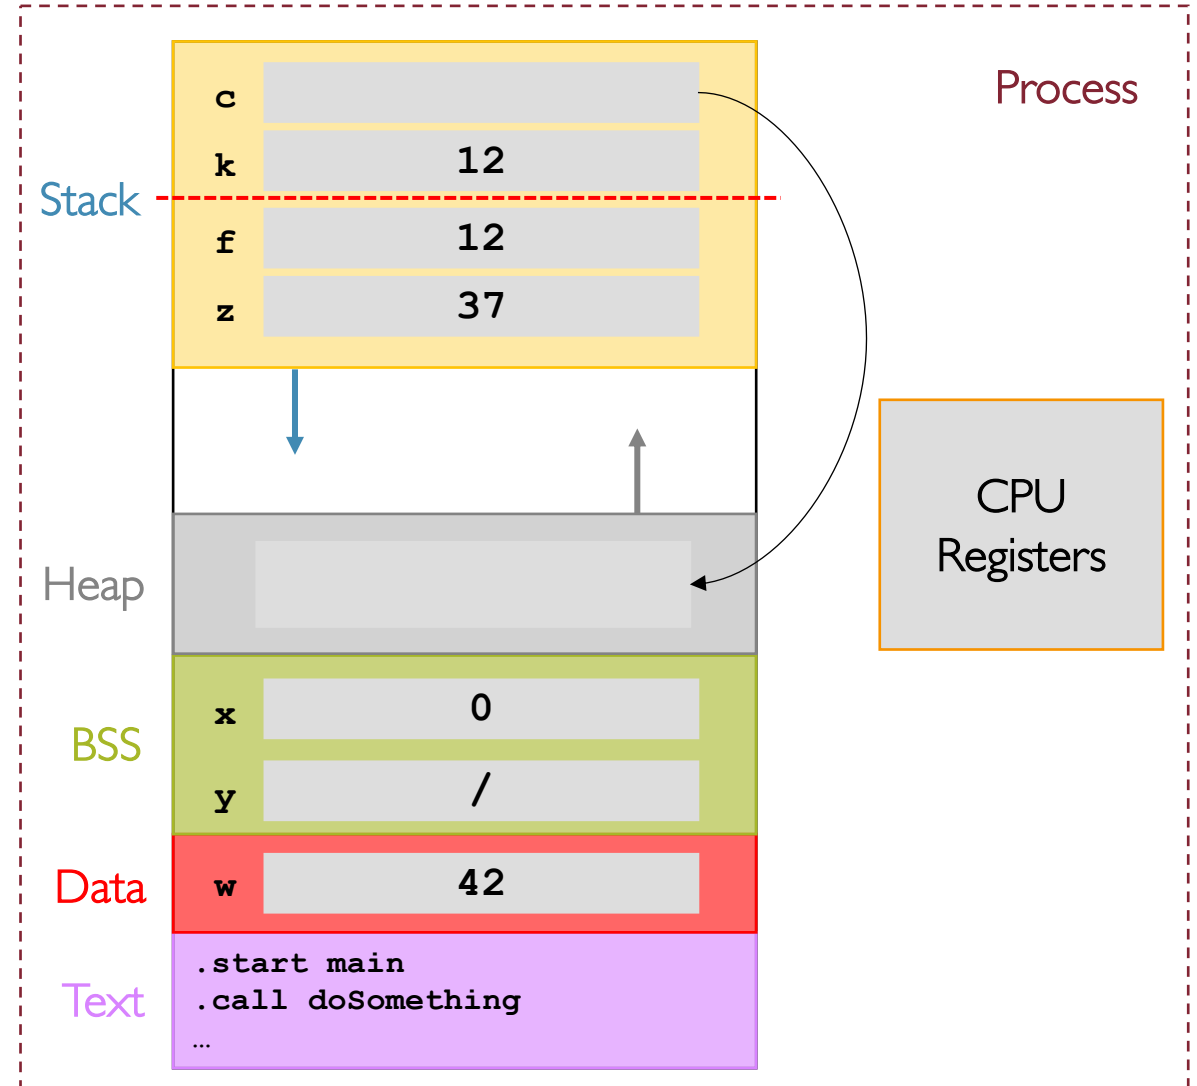 Process
Stack
c
k 12
f 12
z 37
CPU
Registers
Heap
BSS
x 0
y /
Data
w 42
Text
.start main
.call doSomething
…